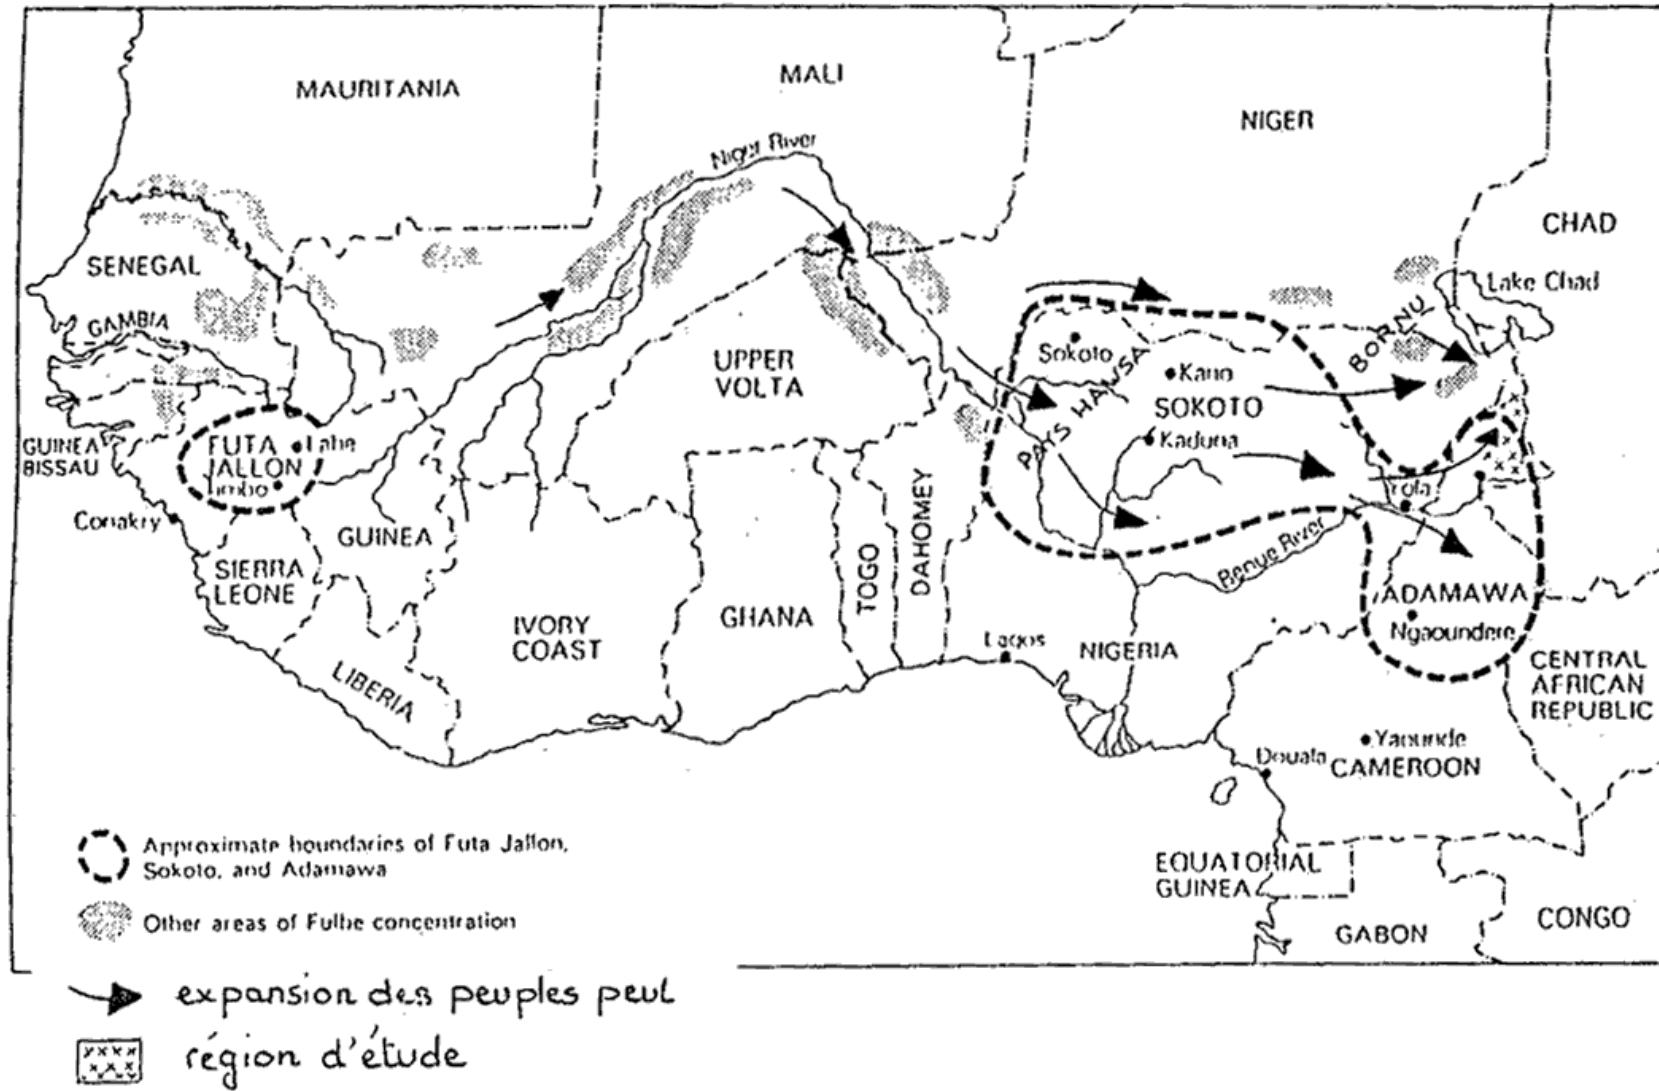 MAURITANIA
MALI
NIGER
Niger River
CHAD
SENEGAL
Lake Chad
GAMBIA
BORNU
Sokoto
UPPER
VOLTA
PAYS HAWSA
Kano
SOKOTO
Kaduna
GUINEA
BISSAU
FUTA
JALLON
Labe
Timbo
Yola
Conakry
GUINEA
SIERRA
LEONE
Benue River
DAHOMEY
TOGO
ADAMAWA
Ngaoundere
IVORY
COAST
GHANA
Lagos
NIGERIA
LIBERIA
CENTRAL
AFRICAN
REPUBLIC
Yaounde
Douala
CAMEROON
Approximate boundaries of Futa Jallon,
Sokoto, and Adamawa
EQUATORIAL
GUINEA
Other areas of Fulbe concentration
GABON
CONGO
expansion des peuples peul
région d'étude